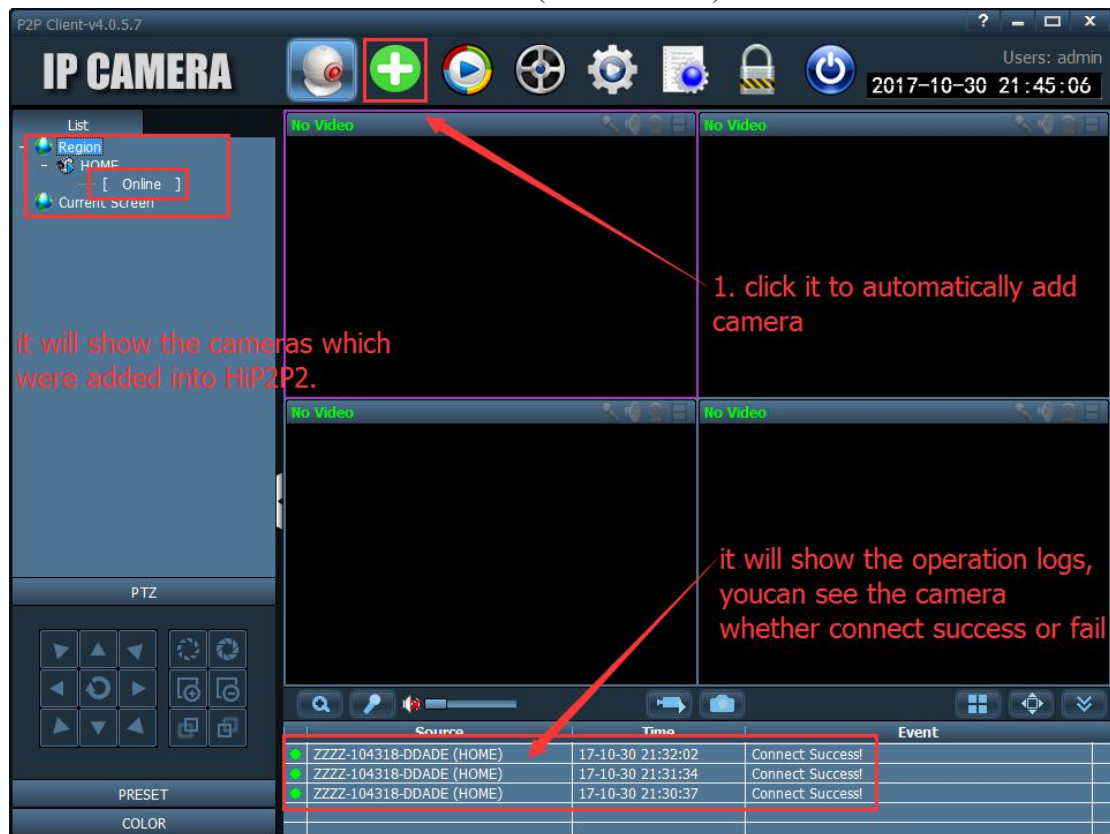 P2P Client-v4.0.5.7
IP CAMERA
Users: admin
2017-10-30 21:45:06
List
Region
HOME
[ Online ]
Current Screen
No Video
No Video
1. click it to automatically add
camera
it will show the cameras which
were added into HiP2P2.
No Video
No Video
it will show the operation logs,
youcan see the camera
whether connect success or fail
PTZ
PRESET
COLOR
Source Time Event
ZZZZ-104318-DDADE (HOME) 17-10-30 21:32:02 Connect Success!
ZZZZ-104318-DDADE (HOME) 17-10-30 21:31:34 Connect Success!
ZZZZ-104318-DDADE (HOME) 17-10-30 21:30:37 Connect Success!